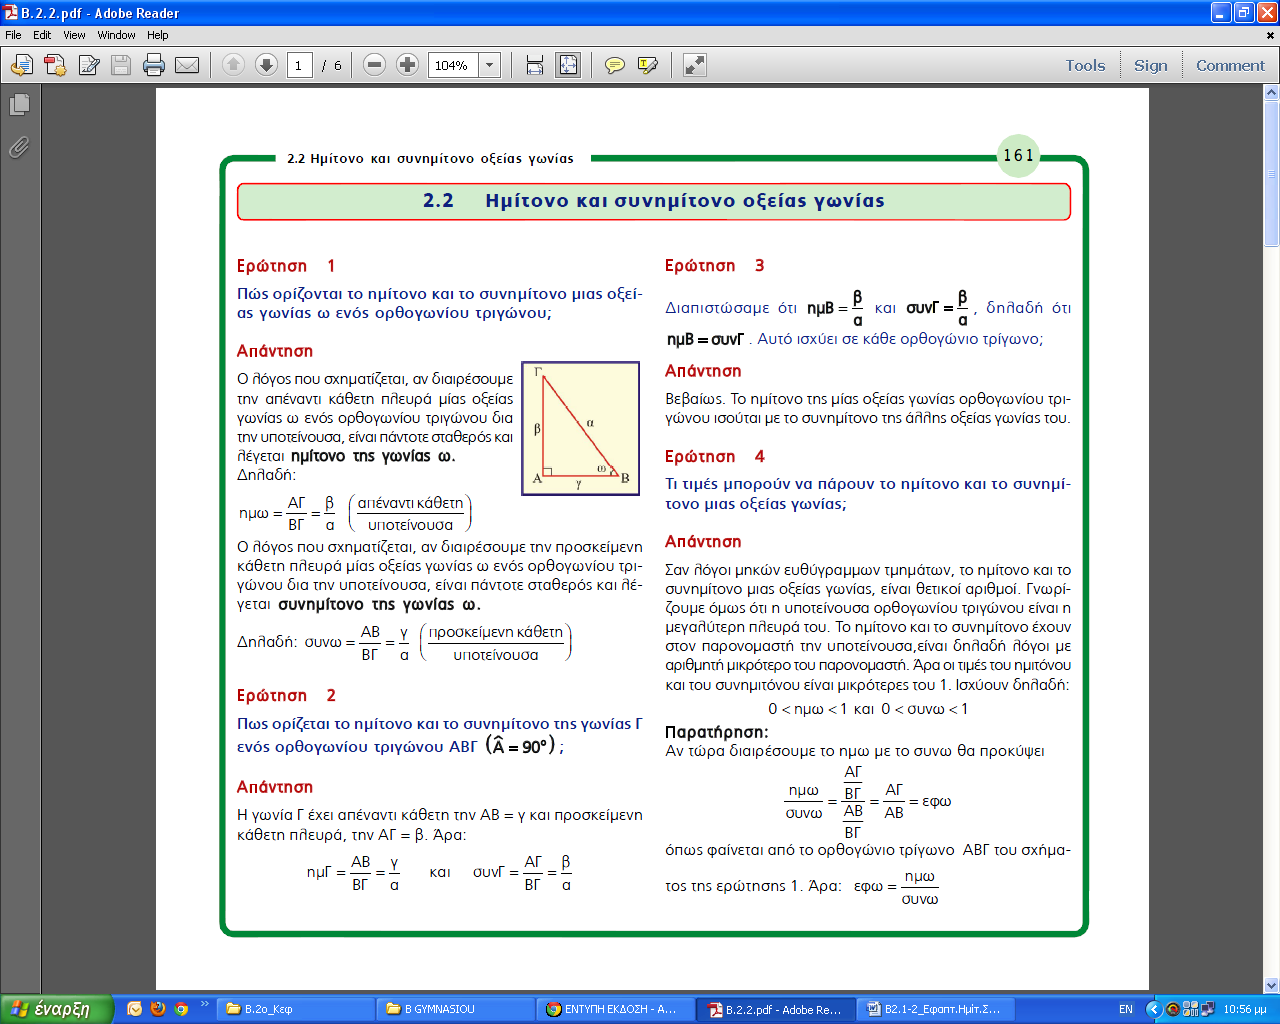 B.2.2.pdf - Adobe Reader
File Edit View Window Help
1 / 6 104% Tools Sign Comment
2.2 Ημίτονο και συνημίτονο οξείας γωνίας
161
2.2 Ημίτονο και συνημίτονο οξείας γωνίας
Ερώτηση 1
Πώς ορίζονται το ημίτονο και το συνημίτονο μιας οξεί-
ας γωνίας ω ενός ορθογωνίου τριγώνου;
Απάντηση
Ο λόγος που σχηματίζεται, αν διαιρέσουμε
την απέναντι κάθετη πλευρά μίας οξείας
γωνίας ω ενός ορθογωνίου τριγώνου δια
την υποτείνουσα, είναι πάντοτε σταθερός και
λέγεται ημίτονο της γωνίας ω.
Δηλαδή:
Γ
β
α
ω
Α
γ
Β
ημω = ΑΓ/ΒΓ = β/α (απέναντι κάθετη/υποτείνουσα)
Ο λόγος που σχηματίζεται, αν διαιρέσουμε την προσκείμενη
κάθετη πλευρά μίας οξείας γωνίας ω ενός ορθογωνίου τρι-
γώνου δια την υποτείνουσα, είναι πάντοτε σταθερός και λέ-
γεται συνημίτονο της γωνίας ω.
Δηλαδή: συνω = ΑΒ/ΒΓ = γ/α (προσκείμενη κάθετη/υποτείνουσα)
Ερώτηση 2
Πως ορίζεται το ημίτονο και το συνημίτονο της γωνίας Γ
ενός ορθογωνίου τριγώνου ΑΒΓ (Â = 90°) ;
Απάντηση
Η γωνία Γ έχει απέναντι κάθετη την ΑΒ = γ και προσκείμενη
κάθετη πλευρά, την ΑΓ = β. Άρα:
ημΓ = ΑΒ/ΒΓ = γ/α και συνΓ = ΑΓ/ΒΓ = β/α
Ερώτηση 3
Διαπιστώσαμε ότι ημΒ = β/α και συνΓ = β/α , δηλαδή ότι
ημΒ = συνΓ . Αυτό ισχύει σε κάθε ορθογώνιο τρίγωνο;
Απάντηση
Βεβαίως. Το ημίτονο της μίας οξείας γωνίας ορθογωνίου τρι-
γώνου ισούται με το συνημίτονο της άλλης οξείας γωνίας του.
Ερώτηση 4
Τι τιμές μπορούν να πάρουν το ημίτονο και το συνημί-
τονο μιας οξείας γωνίας;
Απάντηση
Σαν λόγοι μηκών ευθύγραμμων τμημάτων, το ημίτονο και το
συνημίτονο μιας οξείας γωνίας, είναι θετικοί αριθμοί. Γνωρί-
ζουμε όμως ότι η υποτείνουσα ορθογωνίου τριγώνου είναι η
μεγαλύτερη πλευρά του. Το ημίτονο και το συνημίτονο έχουν
στον παρονομαστή την υποτείνουσα,είναι δηλαδή λόγοι με
αριθμητή μικρότερο του παρονομαστή. Άρα οι τιμές του ημιτόνου
και του συνημιτόνου είναι μικρότερες του 1. Ισχύουν δηλαδή:
0 < ημω < 1 και 0 < συνω < 1
Παρατήρηση:
Αν τώρα διαιρέσουμε το ημω με το συνω θα προκύψει
ημω/συνω = (ΑΓ/ΒΓ)/(ΑΒ/ΒΓ) = ΑΓ/ΑΒ = εφω
όπως φαίνεται από το ορθογώνιο τρίγωνο ΑΒΓ του σχήμα-
τος της ερώτησης 1. Άρα: εφω = ημω/συνω
έναρξη » B.2ο_Κεφ B GYMNASIOU ΕΝΤΥΠΗ ΕΚΔΟΣΗ - Α... B.2.2.pdf - Adobe Re... B2.1-2_Εφαπτ.Ημίτ.Σ... EN 10:56 μμ